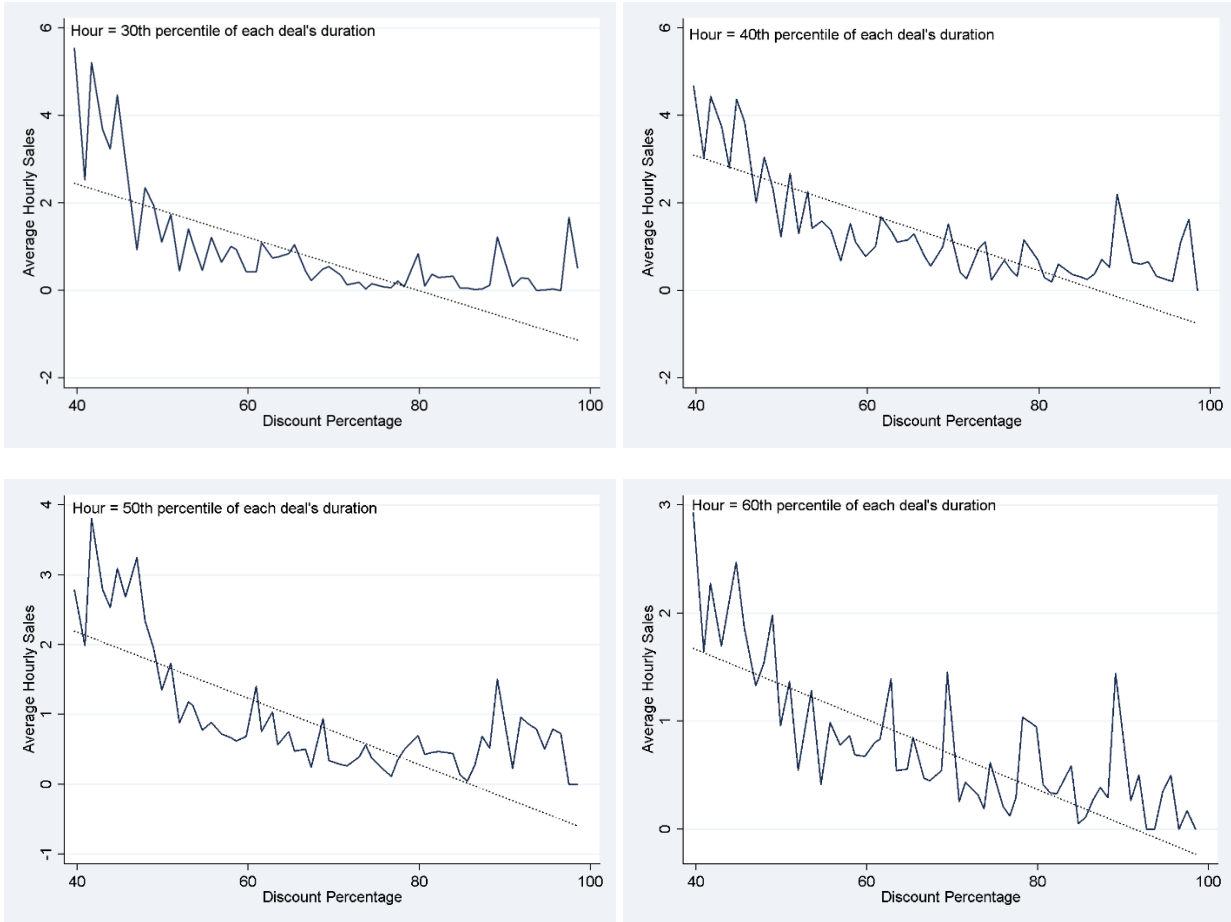 Hour = 30th percentile of each deal's duration
Average Hourly Sales
6
4
2
0
-2
40 60 80 100
Discount Percentage
Hour = 40th percentile of each deal's duration
Average Hourly Sales
6
4
2
0
-2
40 60 80 100
Discount Percentage
Hour = 50th percentile of each deal's duration
Average Hourly Sales
4
3
2
1
0
-1
40 60 80 100
Discount Percentage
Hour = 60th percentile of each deal's duration
Average Hourly Sales
3
2
1
0
40 60 80 100
Discount Percentage